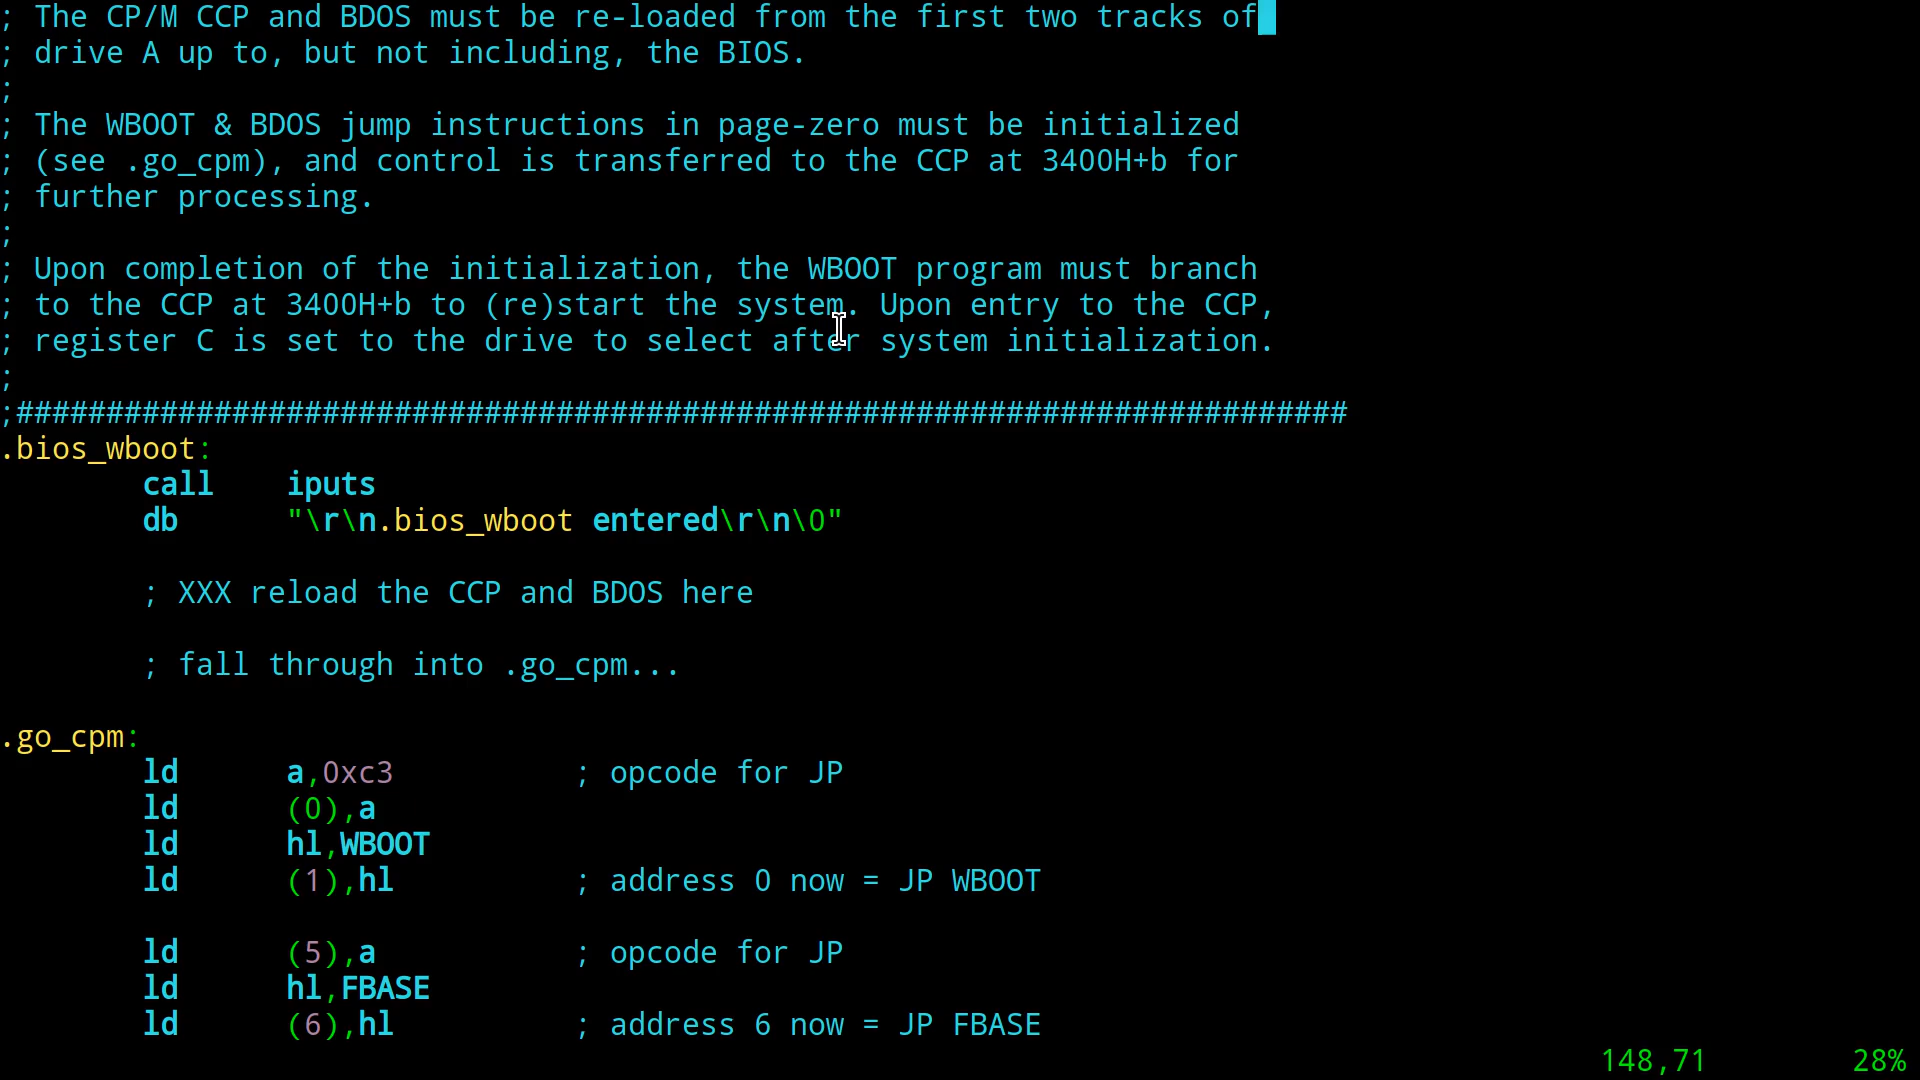 ; The CP/M CCP and BDOS must be re-loaded from the first two tracks of
; drive A up to, but not including, the BIOS.
;
; The WBOOT & BDOS jump instructions in page-zero must be initialized
; (see .go_cpm), and control is transferred to the CCP at 3400H+b for
; further processing.
;
; Upon completion of the initialization, the WBOOT program must branch
; to the CCP at 3400H+b to (re)start the system. Upon entry to the CCP,
; register C is set to the drive to select after system initialization.
;
;##########################################################################
.bios_wboot:
        call    iputs
        db      "\r\n.bios_wboot entered\r\n\0"

        ; XXX reload the CCP and BDOS here

        ; fall through into .go_cpm...

.go_cpm:
        ld      a,0xc3          ; opcode for JP
        ld      (0),a
        ld      hl,WBOOT
        ld      (1),hl          ; address 0 now = JP WBOOT

        ld      (5),a           ; opcode for JP
        ld      hl,FBASE
        ld      (6),hl          ; address 6 now = JP FBASE
148,71        28%